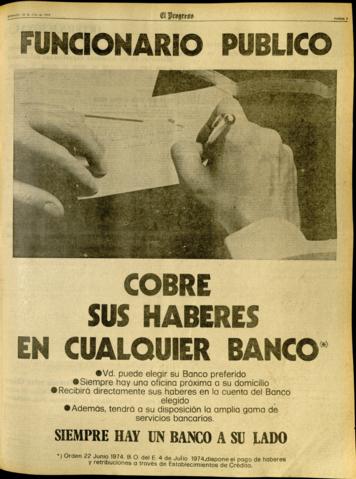 El Progreso
FUNCIONARIO PUBLICO
COBRE
SUS HABERES
EN CUALQUIER BANCO(*)
●Vd. puede elegir su Banco preferido
●Siempre hay una oficina próxima a su domicilio
●Recibirá directamente sus haberes en la cuenta del Banco
elegido
●Además, tendrá a su disposición la amplia gama de
servicios bancarios.
SIEMPRE HAY UN BANCO A SU LADO
*) Orden 22 Junio 1974. B.O. del E. 4 de Julio 1974, dispone el pago de haberes
y retribuciones a través de Establecimientos de Crédito.